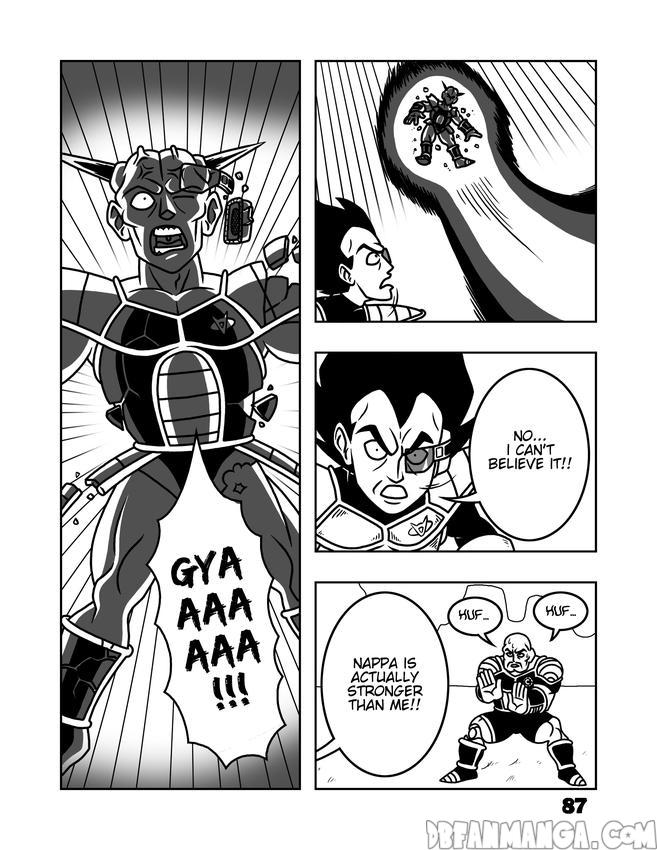 GYA
AAA
AAA
!!!
NO...
I CAN'T
BELIEVE IT!!
HUF...
HUF...
NAPPA IS
ACTUALLY
STRONGER
THAN ME!!
87
DBFANMANGA.COM